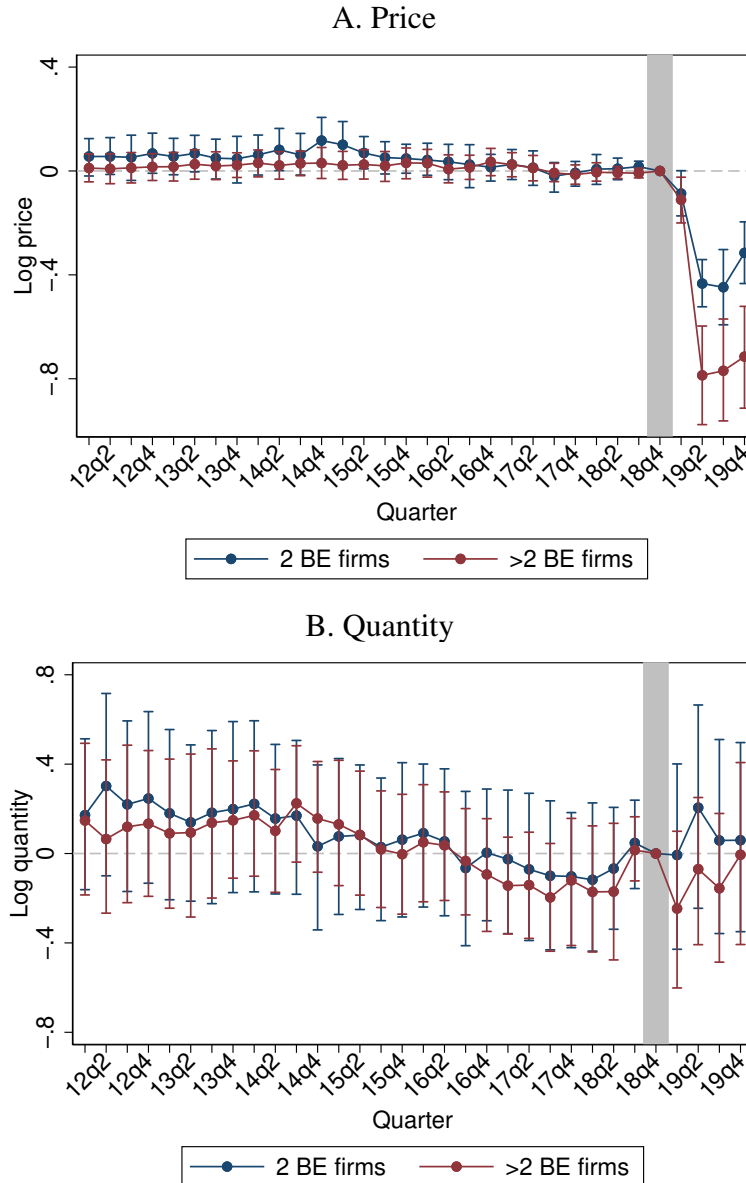 A. Price
.4
0
-.4
-.8
Log price
12q2 12q4 13q2 13q4 14q2 14q4 15q2 15q4 16q2 16q4 17q2 17q4 18q2 18q4 19q2 19q4
Quarter
2 BE firms >2 BE firms
B. Quantity
.8
.4
0
-.4
-.8
Log quantity
12q2 12q4 13q2 13q4 14q2 14q4 15q2 15q4 16q2 16q4 17q2 17q4 18q2 18q4 19q2 19q4
Quarter
2 BE firms >2 BE firms